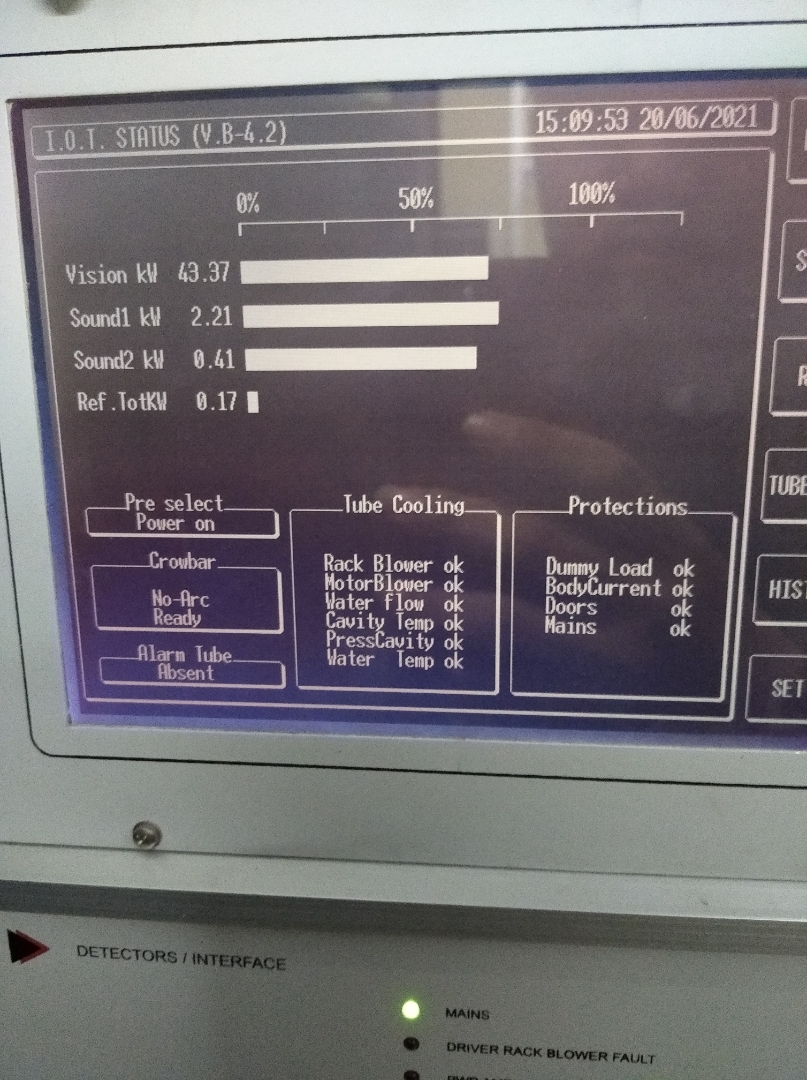 I.O.T. STATUS (V.B-4.2) 15:09:53 20/06/2021
0% 50% 100%
Vision kW 43.37
Sound1 kW 2.21
Sound2 kW 0.41
Ref.TotKW 0.17
Pre select
Power on
Crowbar
No-Arc
Ready
Alarm Tube
Absent
Tube Cooling
Rack Blower ok
MotorBlower ok
Water flow ok
Cavity Temp ok
PressCavity ok
Water Temp ok
Protections
Dummy Load ok
BodyCurrent ok
Doors ok
Mains ok
TUBE
HIS
SET
DETECTORS / INTERFACE
MAINS
DRIVER RACK BLOWER FAULT